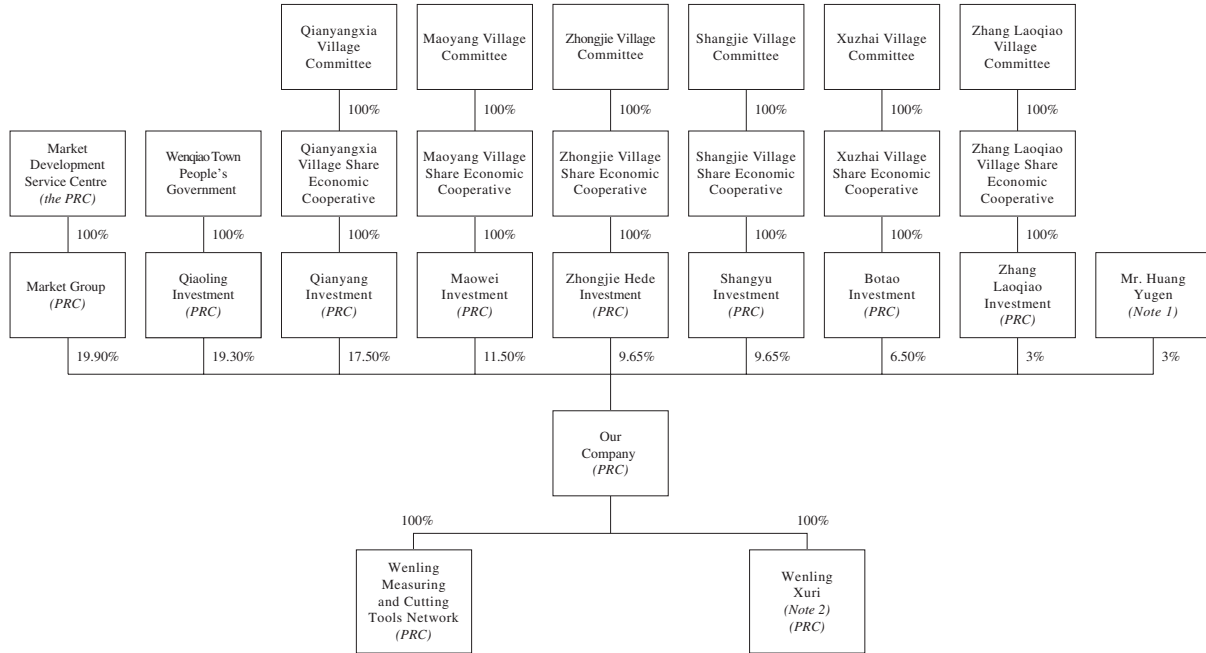 Qianyangxia
Village
Committee
Maoyang Village
Committee
Zhongjie Village
Committee
Shangjie Village
Committee
Xuzhai Village
Committee
Zhang Laoqiao
Village
Committee
100%
100%
100%
100%
100%
100%
Market
Development
Service Centre
(the PRC)
Wenqiao Town
People's
Government
Qianyangxia
Village Share
Economic
Cooperative
Maoyang Village
Share Economic
Cooperative
Zhongjie Village
Share Economic
Cooperative
Shangjie Village
Share Economic
Cooperative
Xuzhai Village
Share Economic
Cooperative
Zhang Laoqiao
Village Share
Economic
Cooperative
100%
100%
100%
100%
100%
100%
100%
100%
Market Group
(PRC)
Qiaoling
Investment
(PRC)
Qianyang
Investment
(PRC)
Maowei
Investment
(PRC)
Zhongjie Hede
Investment
(PRC)
Shangyu
Investment
(PRC)
Botao
Investment
(PRC)
Zhang
Laoqiao
Investment
(PRC)
Mr. Huang
Yugen
(Note 1)
19.90%
19.30%
17.50%
11.50%
9.65%
9.65%
6.50%
3%
3%
Our
Company
(PRC)
100%
100%
Wenling
Measuring
and Cutting
Tools Network
(PRC)
Wenling
Xuri
(Note 2)
(PRC)